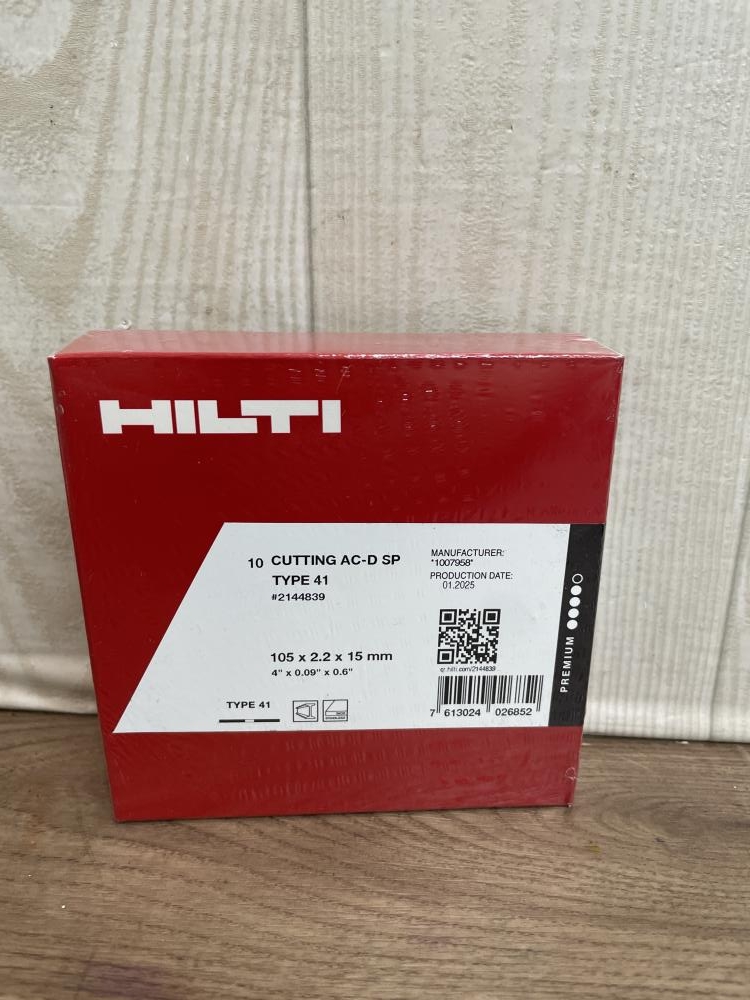 HILTI
10 CUTTING AC-D SP
TYPE 41
#2144839
MANUFACTURER:
*1007958*
PRODUCTION DATE:
01.2025
105 x 2.2 x 15 mm
4" x 0.09" x 0.6"
qr.hilti.com/2144839
TYPE 41
7 613024 026852
PREMIUM